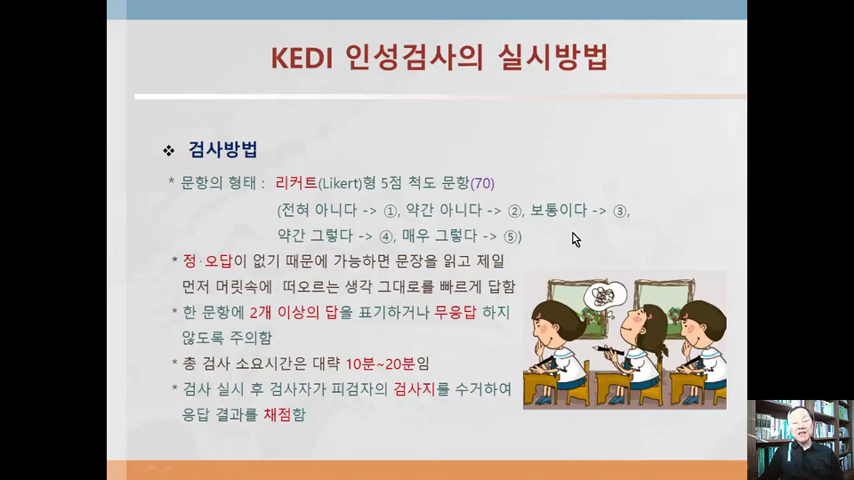 KEDI 인성검사의 실시방법
❖ 검사방법
* 문항의 형태 : 리커트(Likert)형 5점 척도 문항(70)
(전혀 아니다 -> ①, 약간 아니다 -> ②, 보통이다 -> ③,
약간 그렇다 -> ④, 매우 그렇다 -> ⑤)
* 정·오답이 없기 때문에 가능하면 문장을 읽고 제일
먼저 머릿속에 떠오르는 생각 그대로를 빠르게 답함
* 한 문항에 2개 이상의 답을 표기하거나 무응답 하지
않도록 주의함
* 총 검사 소요시간은 대략 10분~20분임
* 검사 실시 후 검사자가 피검자의 검사지를 수거하여
응답 결과를 채점함